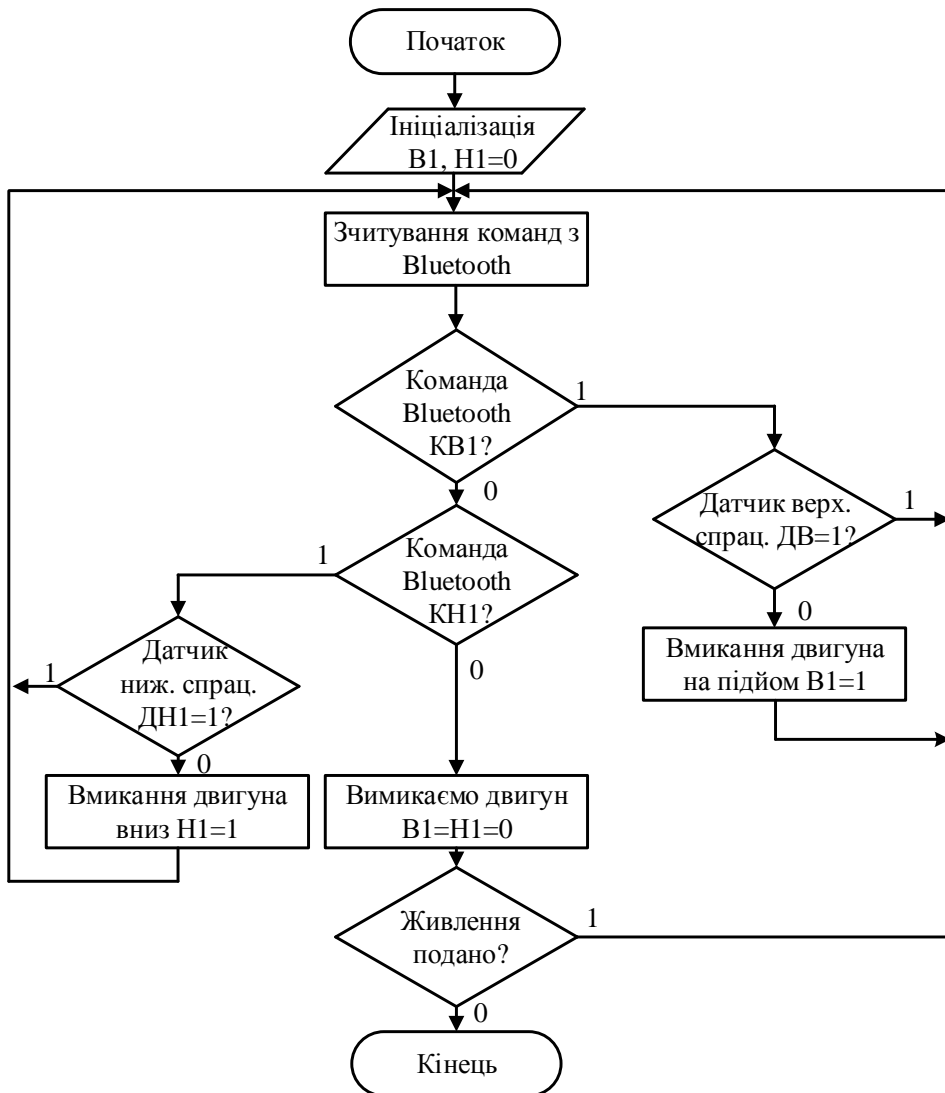 Початок
Ініціалізація
В1, Н1=0
Зчитування команд з
Bluetooth
Команда
Bluetooth
КВ1?
1
0
Датчик верх.
спрац. ДВ=1?
1
0
Вмикання двигуна
на підйом В1=1
Команда
Bluetooth
КН1?
1
0
Датчик
ниж. спрац.
ДН1=1?
1
0
Вмикання двигуна
вниз Н1=1
Вимикаємо двигун
В1=Н1=0
Живлення
подано?
1
0
Кінець